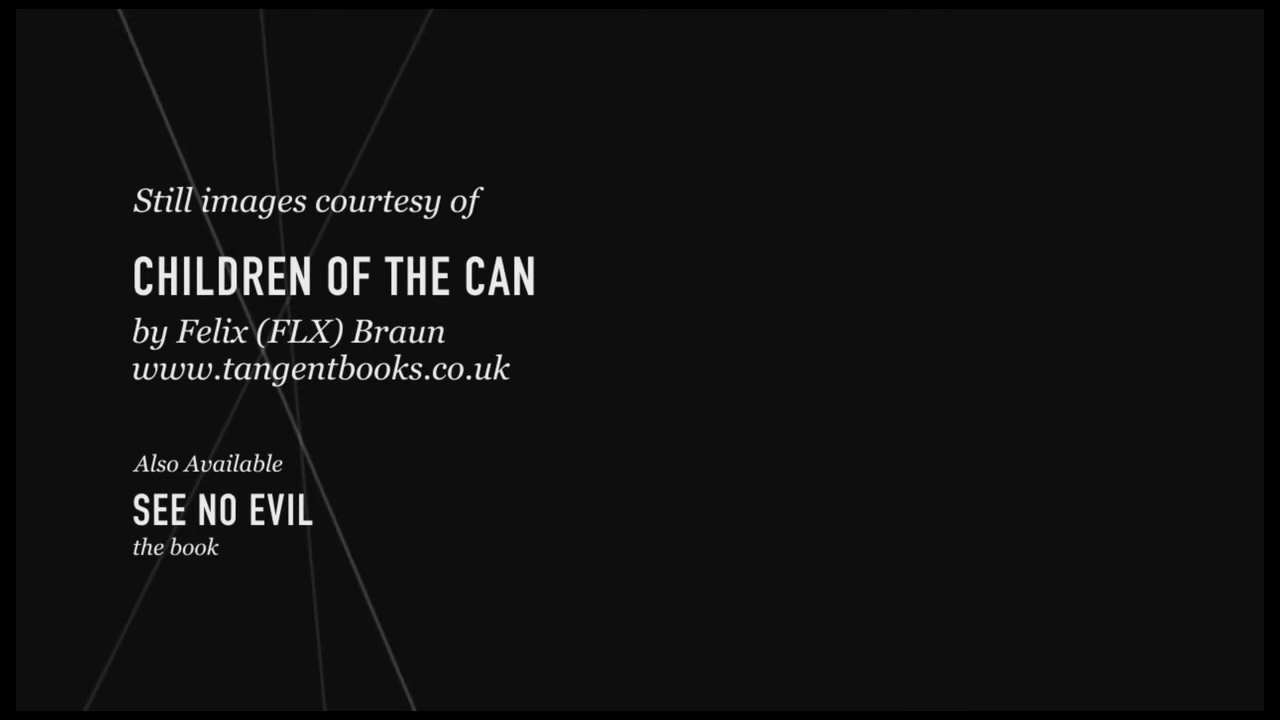 Still images courtesy of
CHILDREN OF THE CAN
by Felix (FLX) Braun
www.tangentbooks.co.uk
Also Available
SEE NO EVIL
the book